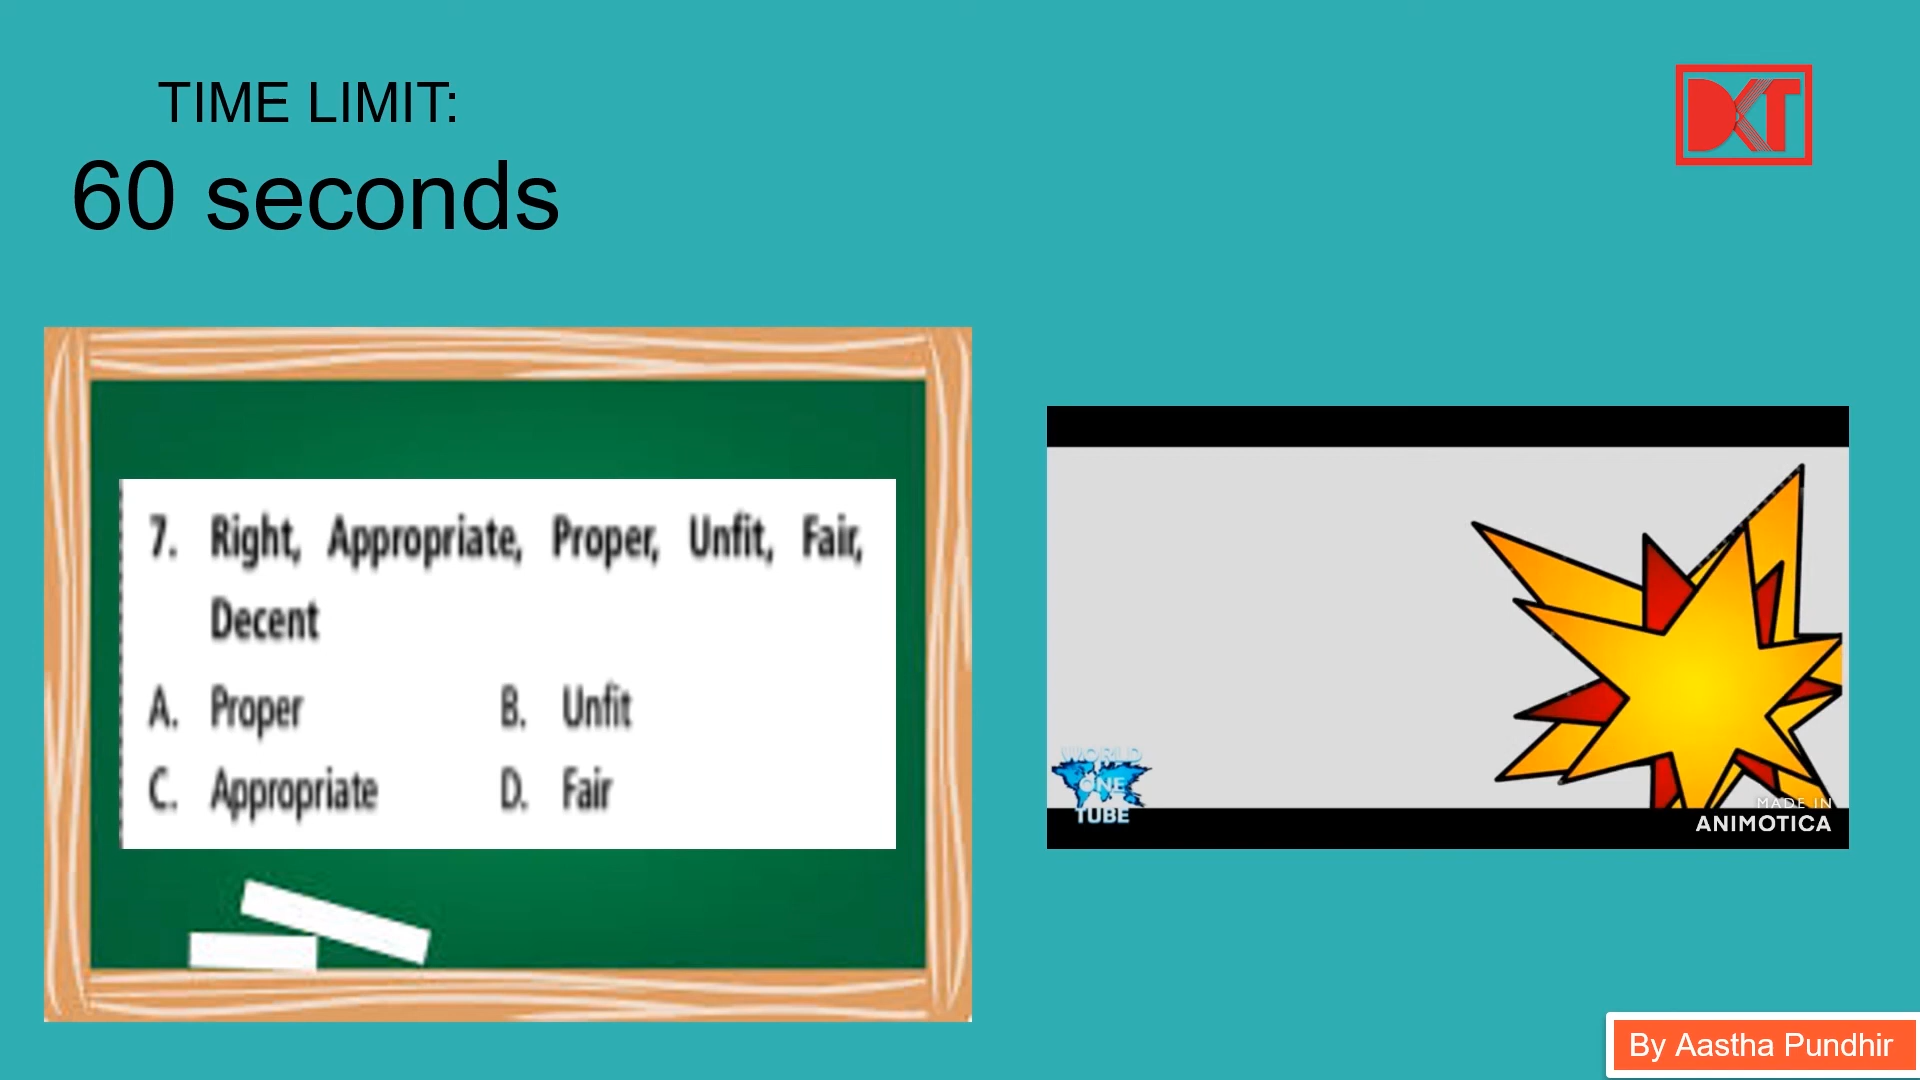 TIME LIMIT:
60 seconds
DKT
7. Right, Appropriate, Proper, Unfit, Fair,
Decent
A. Proper B. Unfit
C. Appropriate D. Fair
WORLD
ONE
TUBE
MADE IN
ANIMOTICA
By Aastha Pundhir